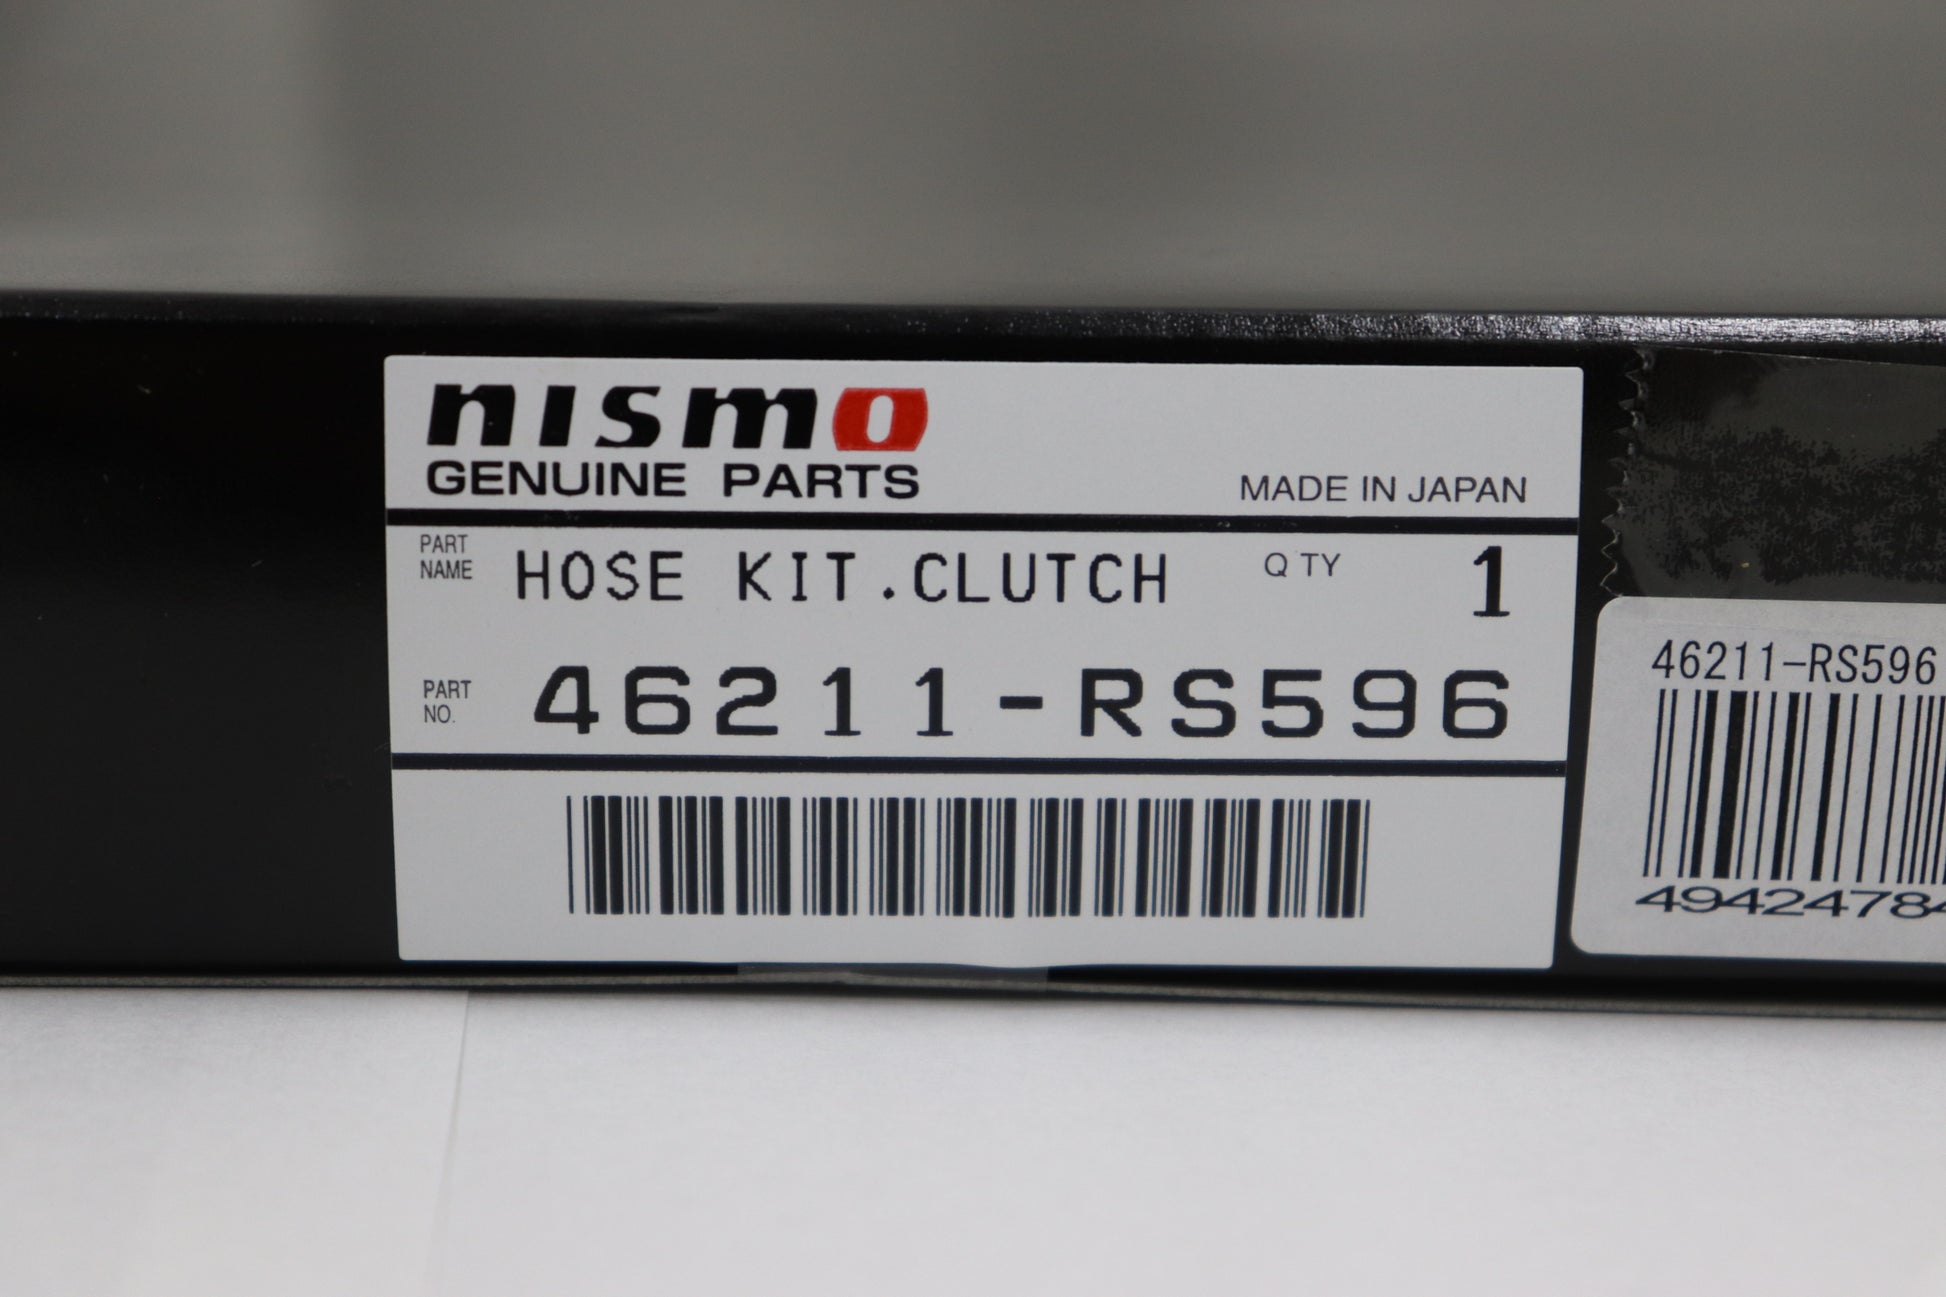 nismo
GENUINE PARTS
MADE IN JAPAN
PART NAME HOSE KIT.CLUTCH Q'TY 1
PART NO. 46211-RS596
46211-RS596
49424784